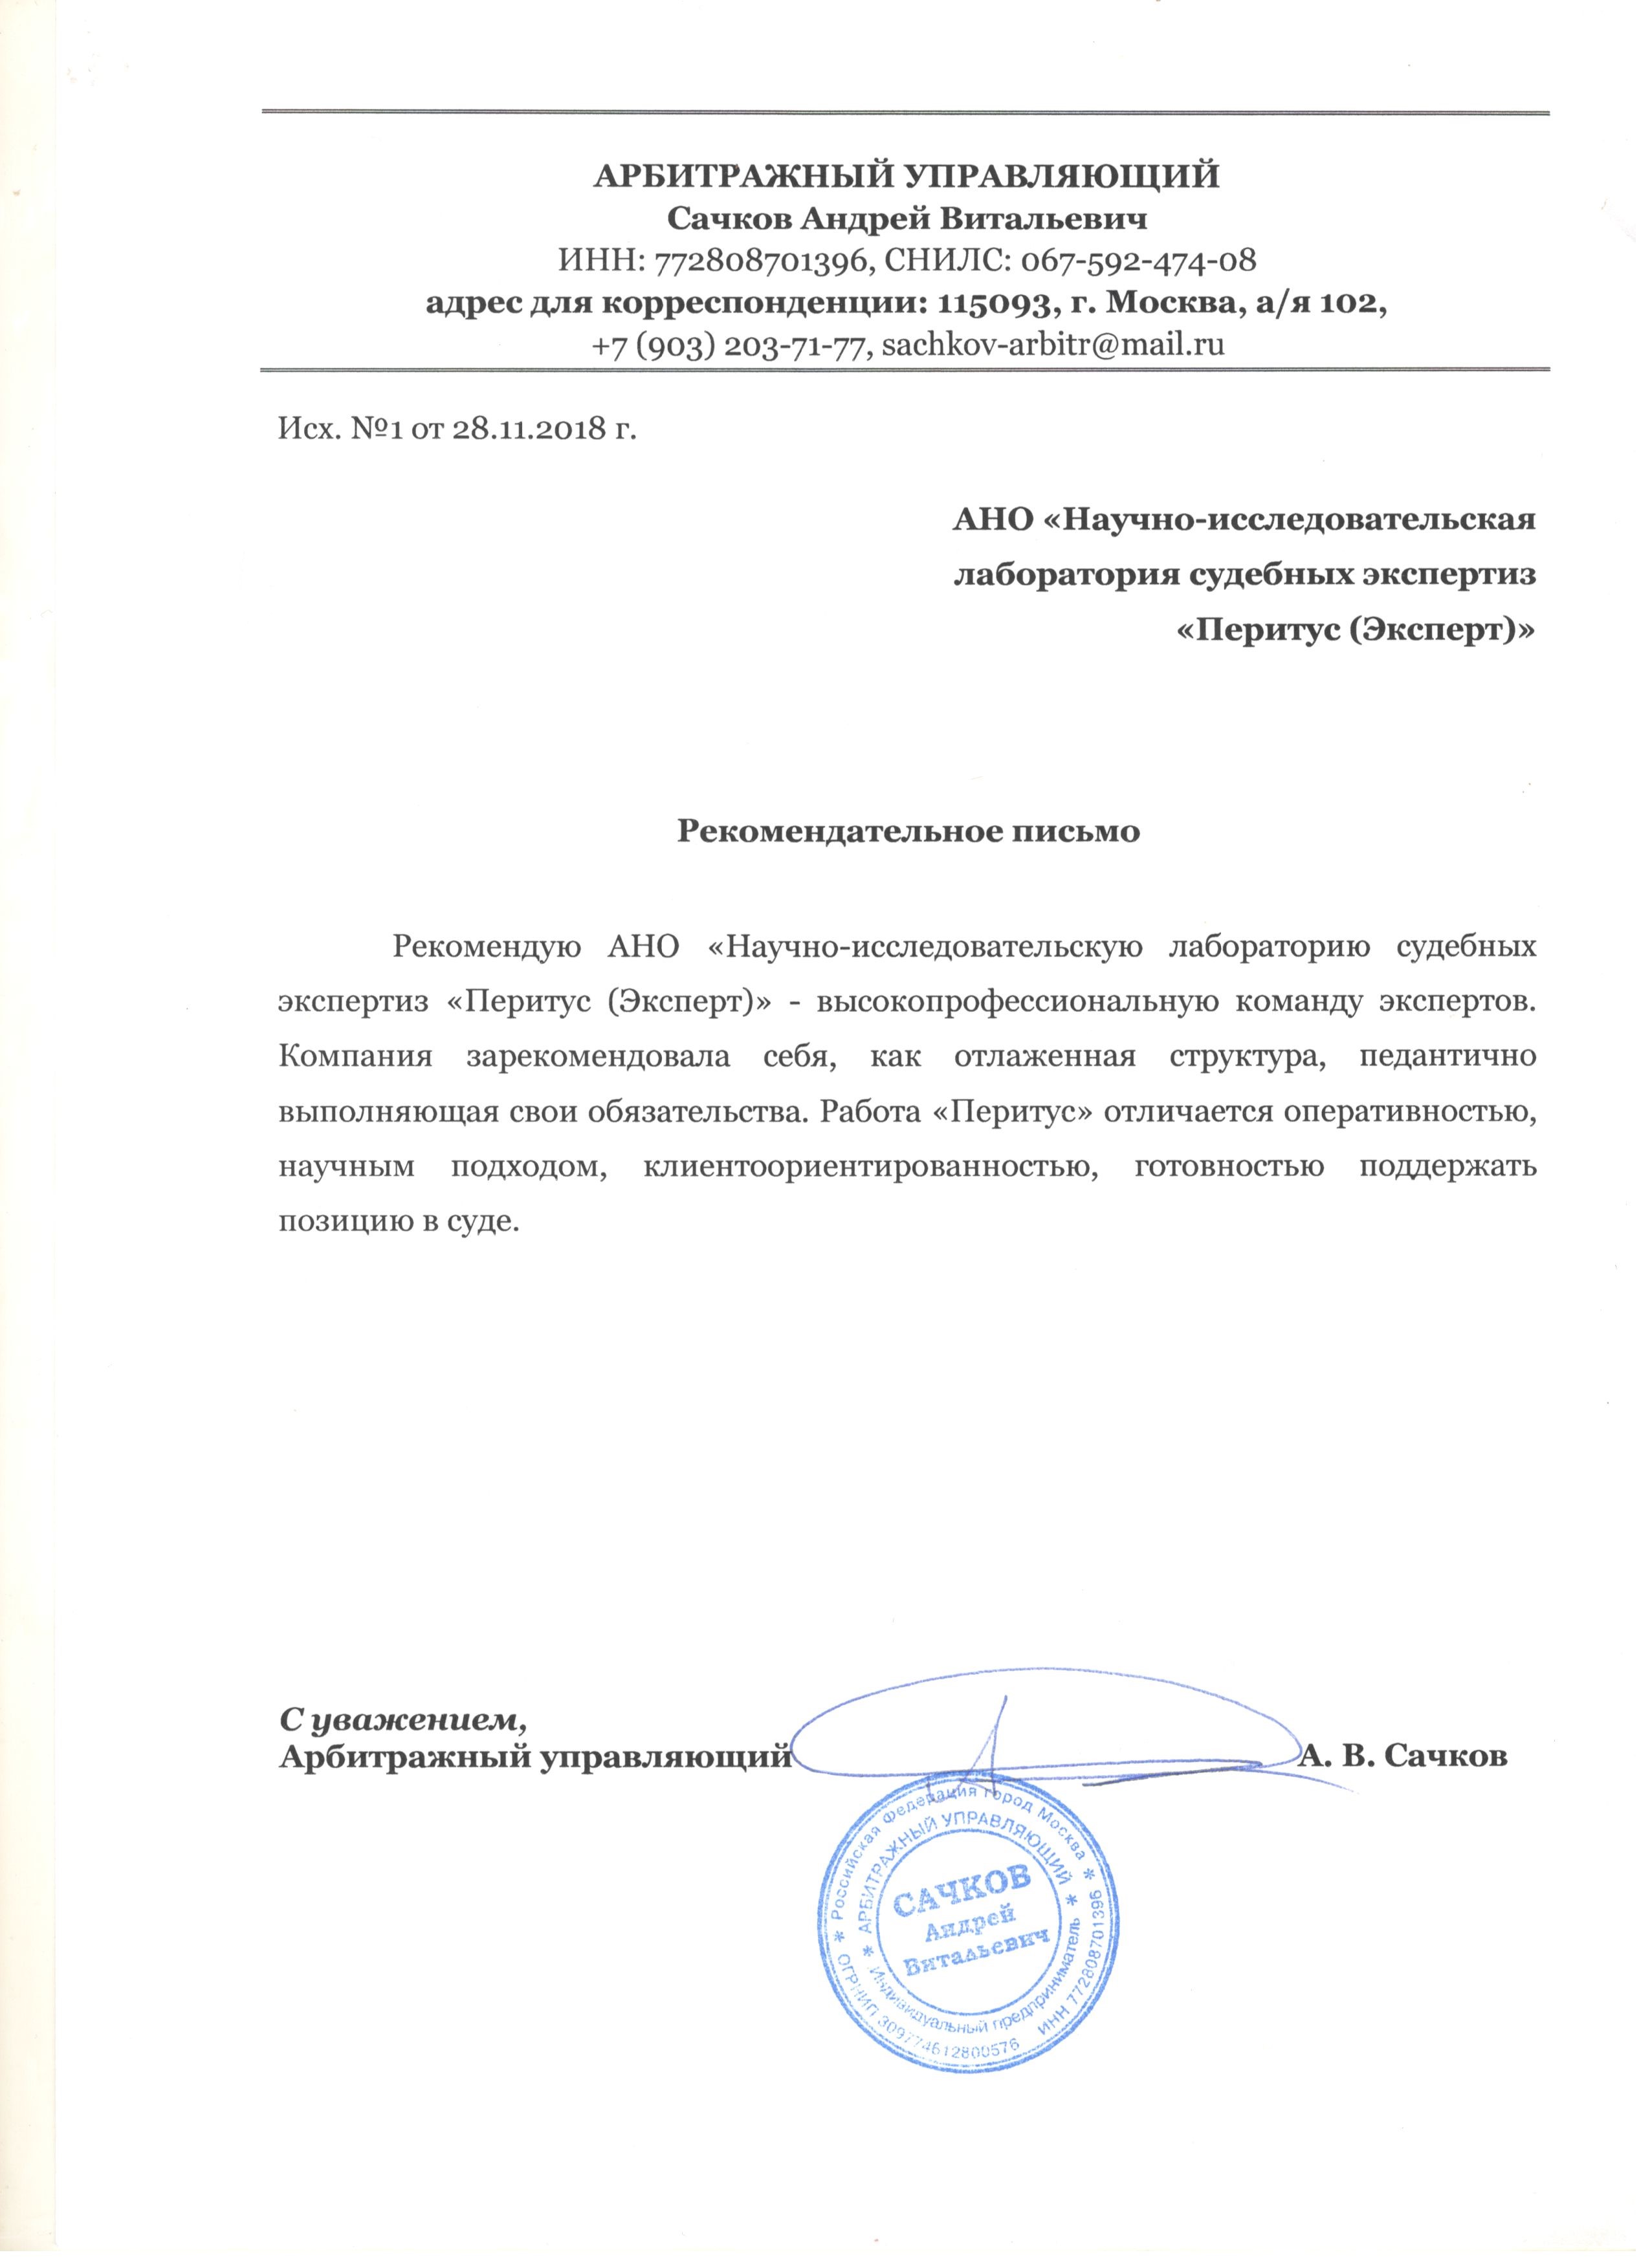 АРБИТРАЖНЫЙ УПРАВЛЯЮЩИЙ
Сачков Андрей Витальевич
ИНН: 772808701396, СНИЛС: 067-592-474-08
адрес для корреспонденции: 115093, г. Москва, а/я 102,
+7 (903) 203-71-77, sachkov-arbitr@mail.ru
Исх. №1 от 28.11.2018 г.
АНО «Научно-исследовательская
лаборатория судебных экспертиз
«Перитус (Эксперт)»
Рекомендательное письмо
Рекомендую АНО «Научно-исследовательскую лабораторию судебных
экспертиз «Перитус (Эксперт)» - высокопрофессиональную команду экспертов.
Компания зарекомендовала себя, как отлаженная структура, педантично
выполняющая свои обязательства. Работа «Перитус» отличается оперативностью,
научным подходом, клиентоориентированностью, готовностью поддержать
позицию в суде.
С уважением,
Арбитражный управляющий А. В. Сачков
* Российская Федерация город Москва *
ОГРНИП 309774612800576 ИНН 772808701396
* АРБИТРАЖНЫЙ УПРАВЛЯЮЩИЙ *
Индивидуальный предприниматель
САЧКОВ
Андрей
Витальевич